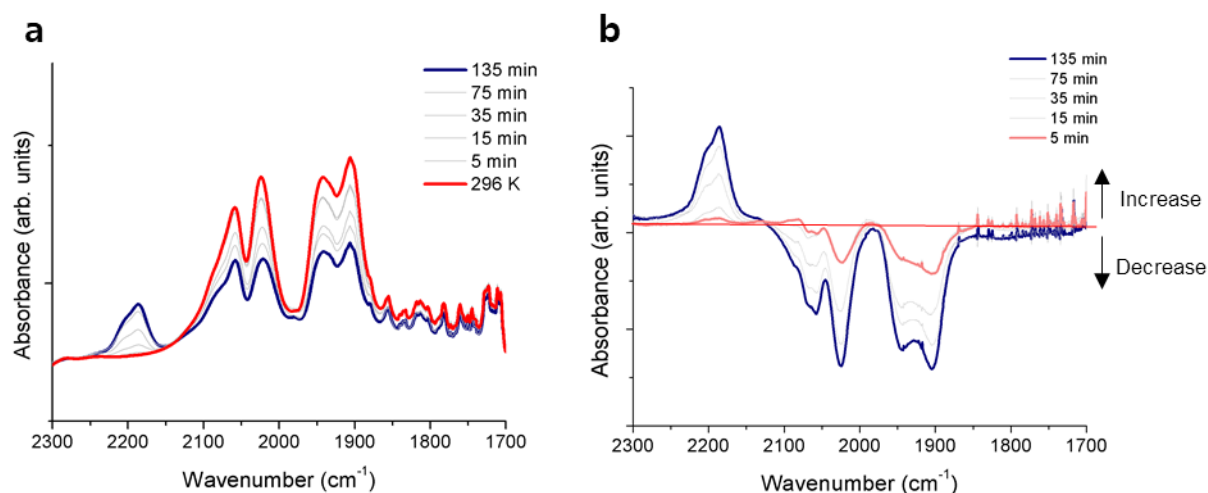 a
135 min
75 min
35 min
15 min
5 min
296 K
Absorbance (arb. units)
2300 2200 2100 2000 1900 1800 1700
Wavenumber (cm⁻¹)
b
135 min
75 min
35 min
15 min
5 min
Increase
Decrease
Absorbance (arb. units)
2300 2200 2100 2000 1900 1800 1700
Wavenumber (cm⁻¹)